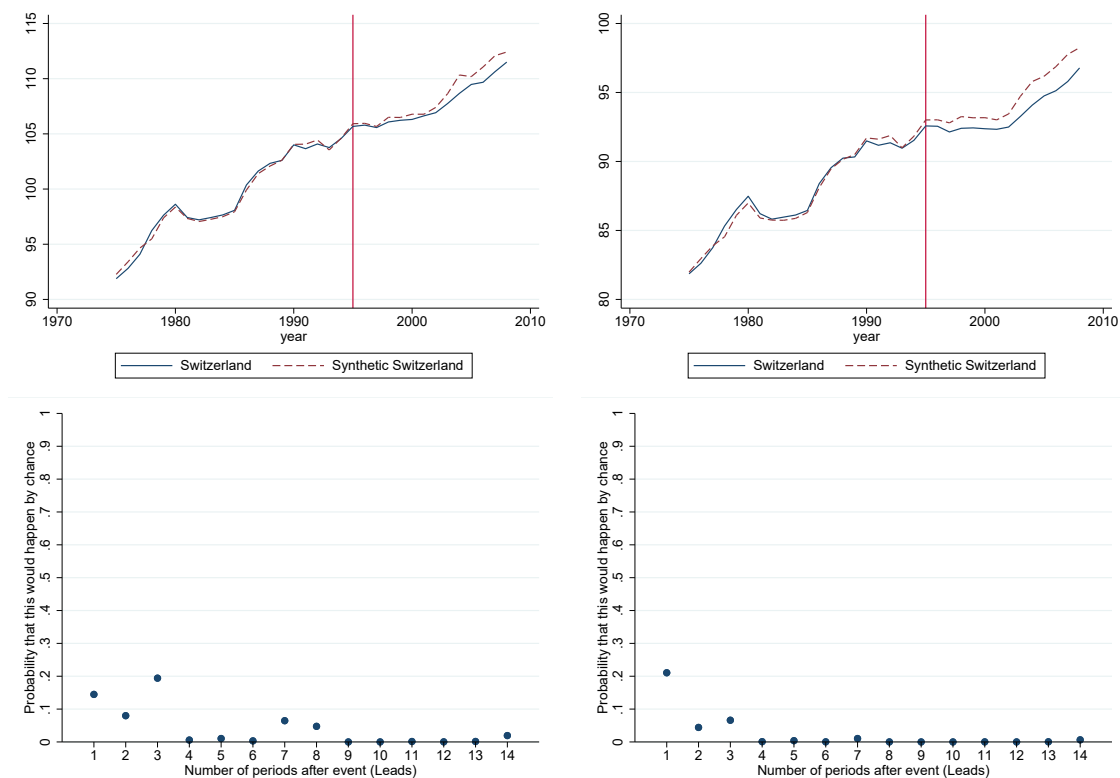 115
110
105
100
95
90
1970 1980 1990 2000 2010
year
Switzerland Synthetic Switzerland
100
95
90
85
80
1970 1980 1990 2000 2010
year
Switzerland Synthetic Switzerland
Probability that this would happen by chance
1
.9
.8
.7
.6
.5
.4
.3
.2
.1
0
1 2 3 4 5 6 7 8 9 10 11 12 13 14
Number of periods after event (Leads)
Probability that this would happen by chance
1
.9
.8
.7
.6
.5
.4
.3
.2
.1
0
1 2 3 4 5 6 7 8 9 10 11 12 13 14
Number of periods after event (Leads)